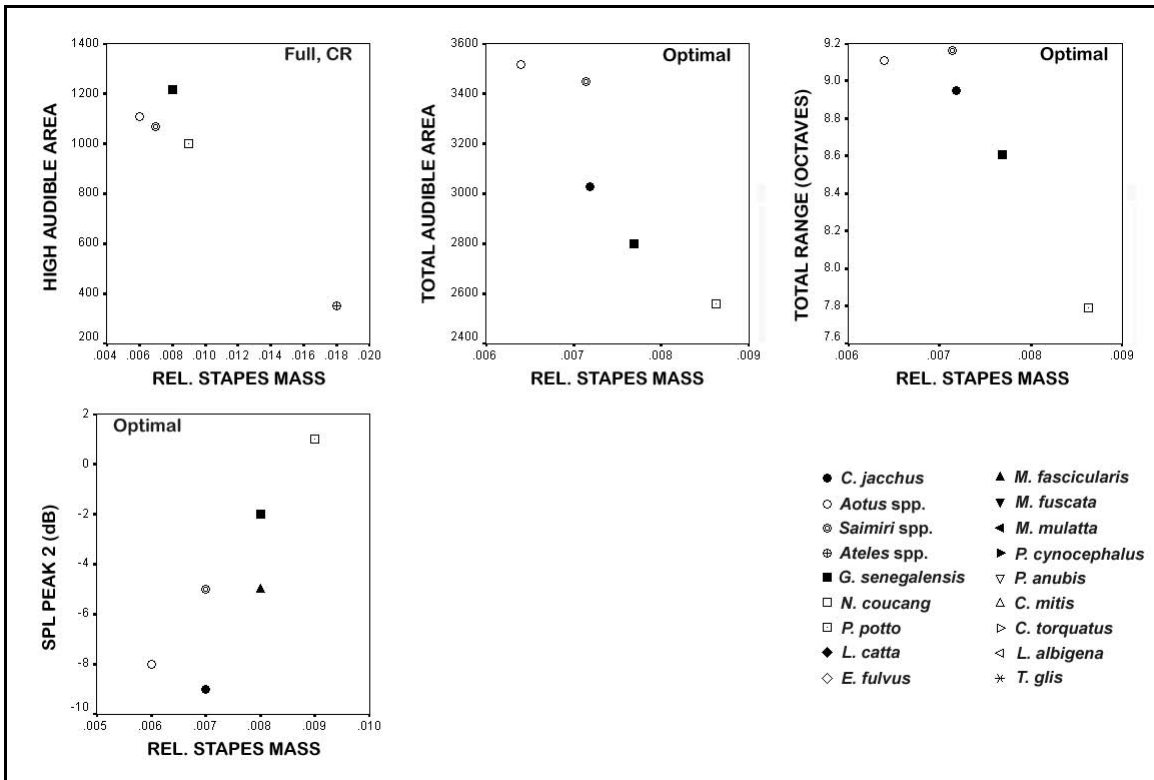 Full, CR
HIGH AUDIBLE AREA
1400
1200
1000
800
600
400
200
.004 .006 .008 .010 .012 .014 .016 .018 .020
REL. STAPES MASS
Optimal
TOTAL AUDIBLE AREA
3600
3400
3200
3000
2800
2600
2400
.006 .007 .008 .009
REL. STAPES MASS
Optimal
TOTAL RANGE (OCTAVES)
9.2
9.0
8.8
8.6
8.4
8.2
8.0
7.8
7.6
.006 .007 .008 .009
REL. STAPES MASS
Optimal
SPL PEAK 2 (dB)
2
0
-2
-4
-6
-8
-10
.005 .006 .007 .008 .009 .010
REL. STAPES MASS
C. jacchus
Aotus spp.
Saimiri spp.
Ateles spp.
G. senegalensis
N. coucang
P. potto
L. catta
E. fulvus
M. fascicularis
M. fuscata
M. mulatta
P. cynocephalus
P. anubis
C. mitis
C. torquatus
L. albigena
T. glis